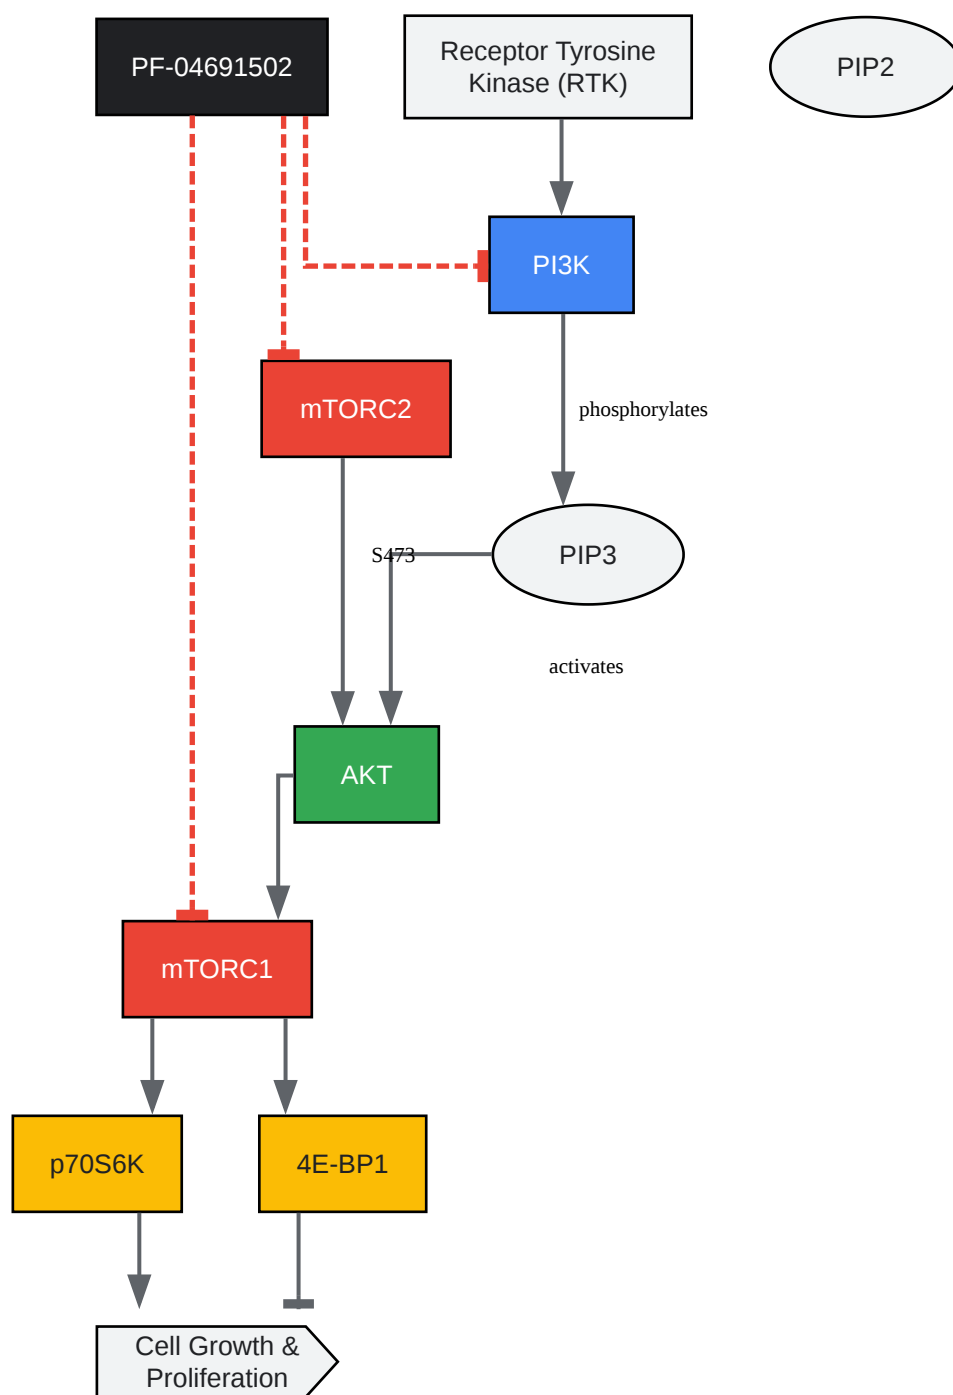 PF-04691502
Receptor Tyrosine
Kinase (RTK)
PIP2
PI3K
mTORC2
phosphorylates
S473
PIP3
activates
AKT
mTORC1
p70S6K
4E-BP1
Cell Growth &
Proliferation